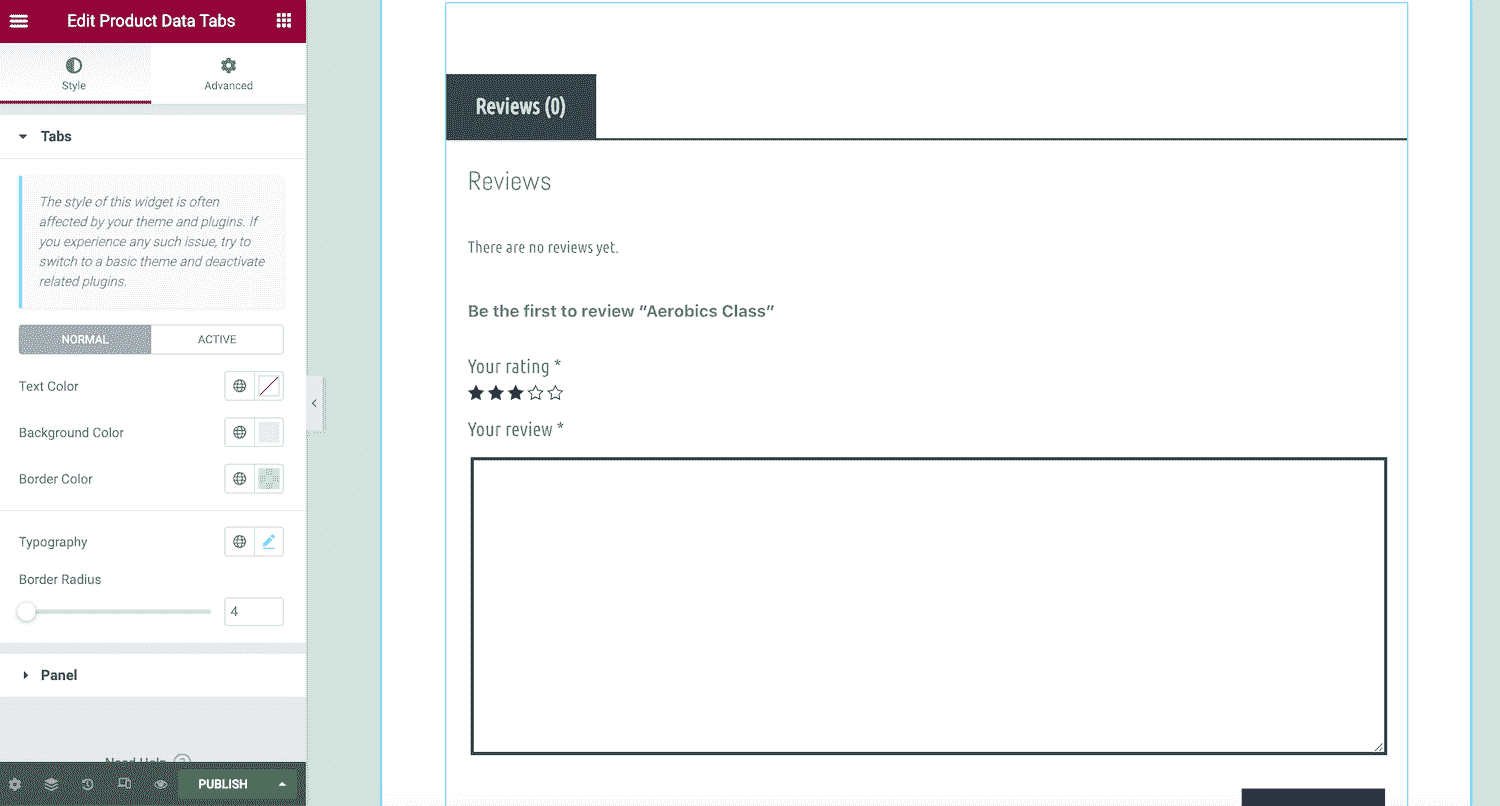 Edit Product Data Tabs
Style
Advanced
Tabs
The style of this widget is often
affected by your theme and plugins. If
you experience any such issue, try to
switch to a basic theme and deactivate
related plugins.
NORMAL
ACTIVE
Text Color
Background Color
Border Color
Typography
Border Radius
4
Panel
Need Help ?
PUBLISH
Reviews (0)
Reviews
There are no reviews yet.
Be the first to review “Aerobics Class”
Your rating *
Your review *